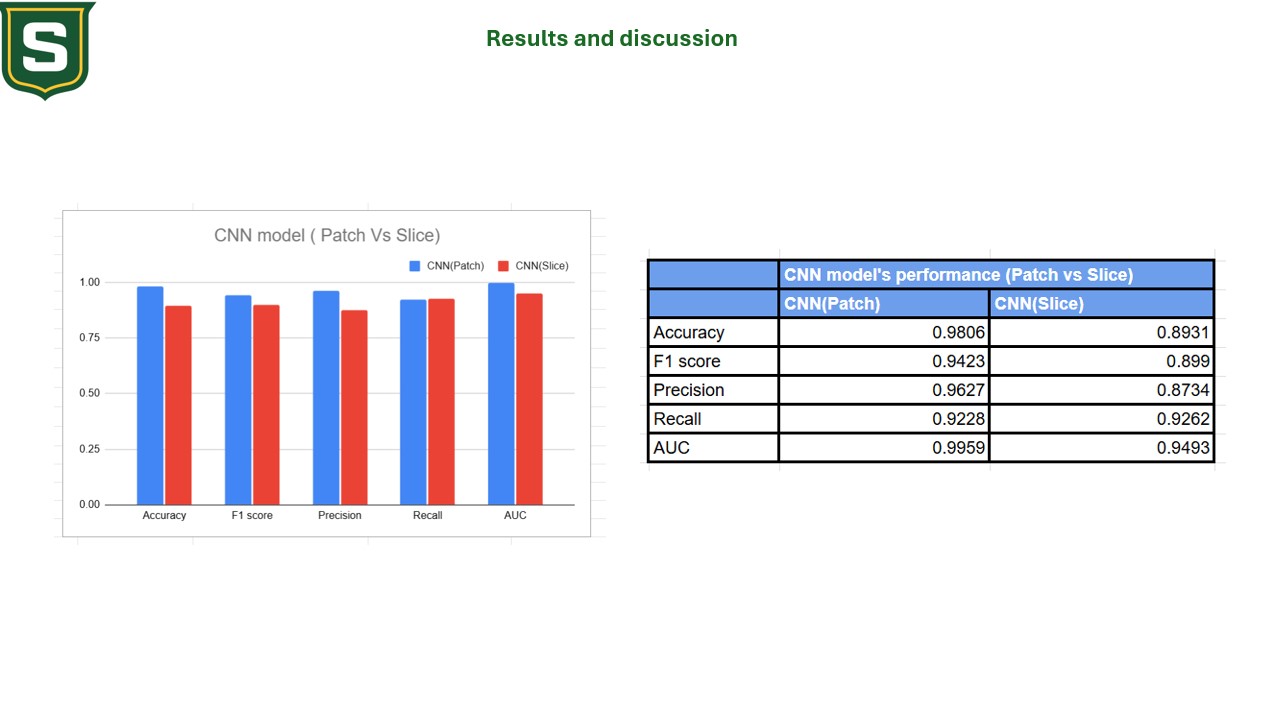 S
Results and discussion
CNN model ( Patch Vs Slice)
CNN(Patch) CNN(Slice)
1.00
0.75
0.50
0.25
0.00
Accuracy F1 score Precision Recall AUC
CNN model's performance (Patch vs Slice)
CNN(Patch) CNN(Slice)
Accuracy 0.9806 0.8931
F1 score 0.9423 0.899
Precision 0.9627 0.8734
Recall 0.9228 0.9262
AUC 0.9959 0.9493